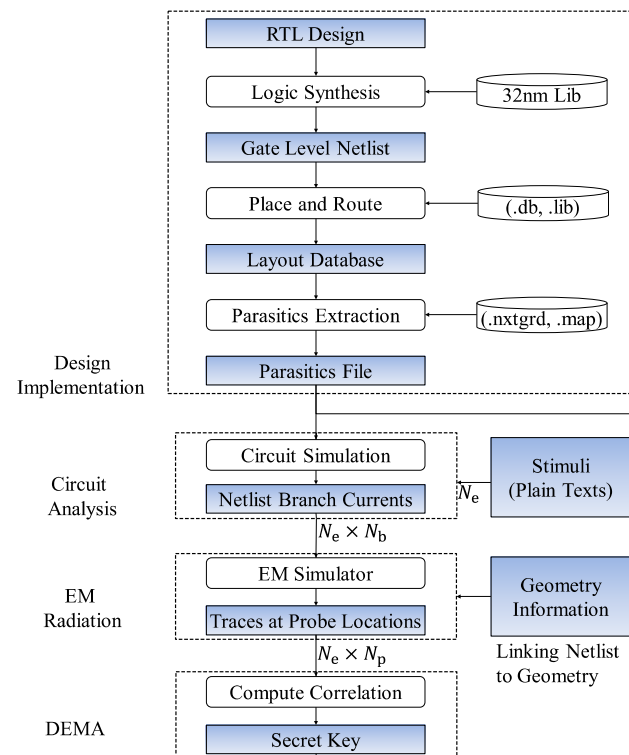 RTL Design
Logic Synthesis
32nm Lib
Gate Level Netlist
Place and Route
(.db, .lib)
Layout Database
Parasitics Extraction
(.nxtgrd, .map)
Design
Implementation
Parasitics File
Circuit Simulation
Stimuli
(Plain Texts)
Circuit
Analysis
Netlist Branch Currents
Nₑ
Nₑ × N_b
EM Simulator
Geometry
Information
EM
Radiation
Traces at Probe Locations
Linking Netlist
to Geometry
Nₑ × Nₚ
Compute Correlation
DEMA
Secret Key